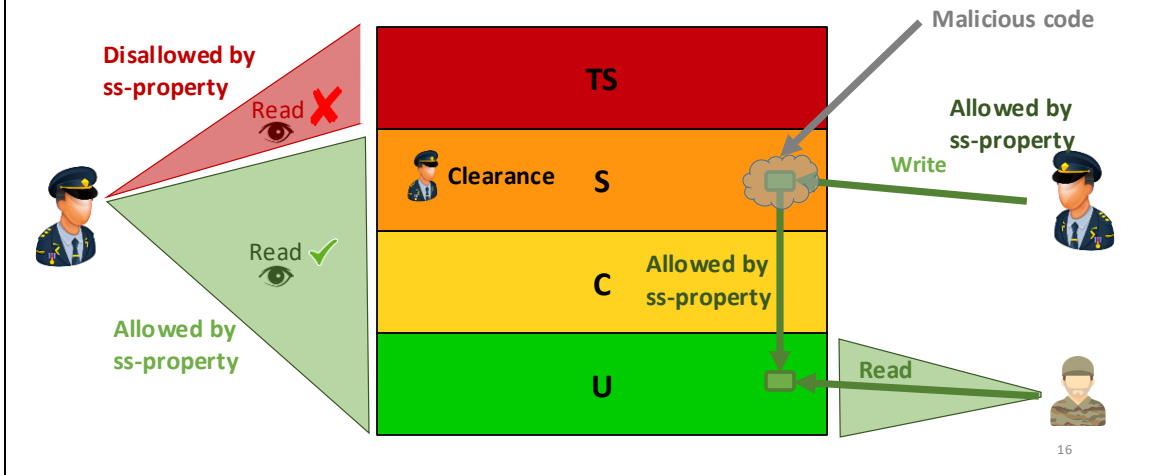 Malicious code
Disallowed by
ss-property
TS
Read
Allowed by
ss-property
Clearance
S
Write
Read
Allowed by
ss-property
C
Allowed by
ss-property
U
Read
16